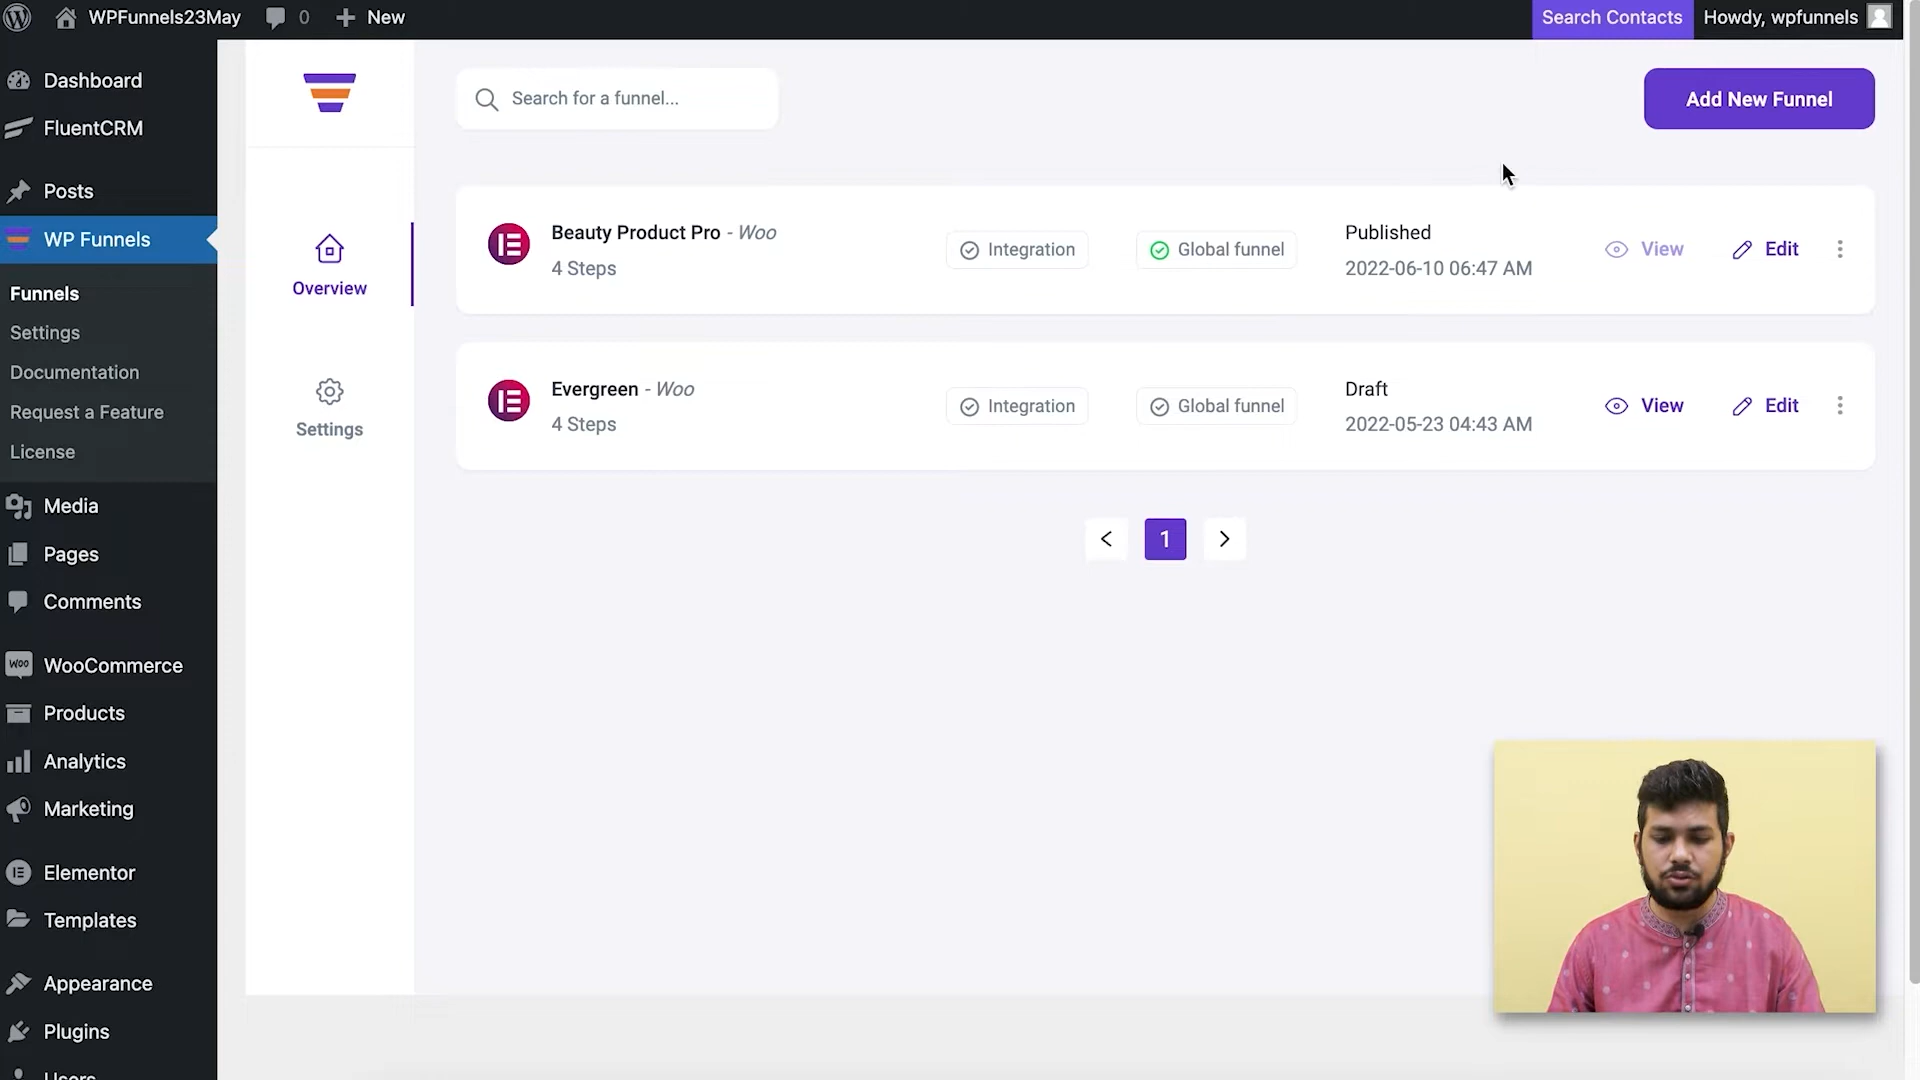 WPFunnels23May
0
New
Search Contacts
Howdy, wpfunnels
Dashboard
FluentCRM
Posts
WP Funnels
Funnels
Settings
Documentation
Request a Feature
License
Media
Pages
Comments
WooCommerce
Products
Analytics
Marketing
Elementor
Templates
Appearance
Plugins
Users
Overview
Settings
Search for a funnel...
Add New Funnel
Beauty Product Pro - Woo
4 Steps
Integration
Global funnel
Published
2022-06-10 06:47 AM
View
Edit
Evergreen - Woo
4 Steps
Integration
Global funnel
Draft
2022-05-23 04:43 AM
View
Edit
1